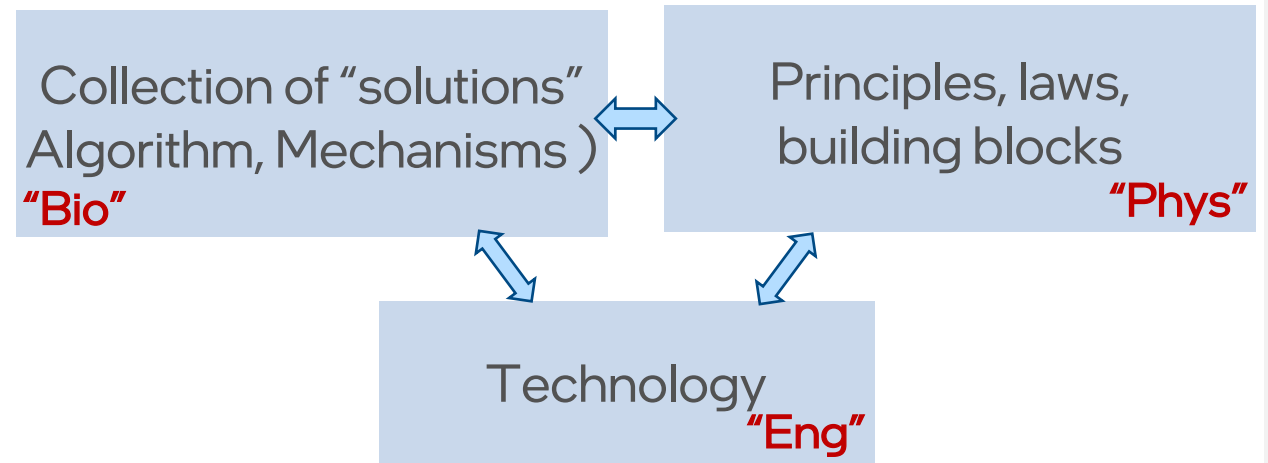 Collection of “solutions”
Algorithm, Mechanisms )
“Bio”
Principles, laws,
building blocks
“Phys”
Technology
“Eng”